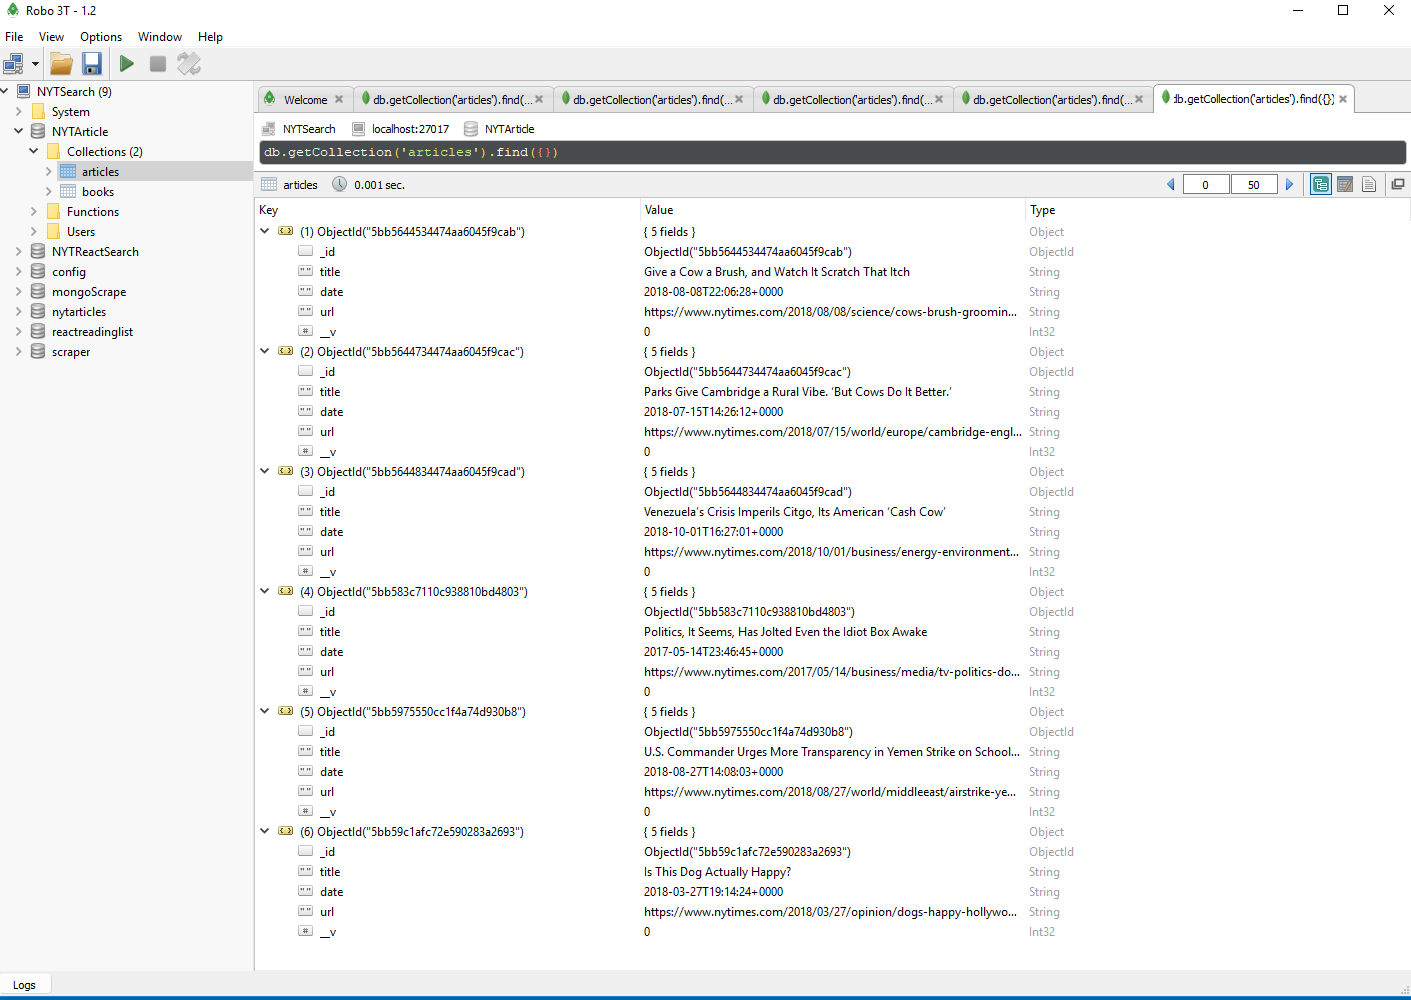 Robo 3T - 1.2
File View Options Window Help
NYTSearch (9)
System
NYTArticle
Collections (2)
articles
books
Functions
Users
NYTReactSearch
config
mongoScrape
nytarticles
reactreadinglist
scraper
Welcome db.getCollection('articles').find(... db.getCollection('articles').find(... db.getCollection('articles').find(... db.getCollection('articles').find(... db.getCollection('articles').find({})
NYTSearch localhost:27017 NYTArticle
db.getCollection('articles').find({})
articles 0.001 sec. 0 50
Key Value Type
(1) ObjectId("5bb5644534474aa6045f9cab") { 5 fields } Object
_id ObjectId("5bb5644534474aa6045f9cab") ObjectId
title Give a Cow a Brush, and Watch It Scratch That Itch String
date 2018-08-08T22:06:28+0000 String
url https://www.nytimes.com/2018/08/08/science/cows-brush-groomin... String
__v 0 Int32
(2) ObjectId("5bb5644734474aa6045f9cac") { 5 fields } Object
_id ObjectId("5bb5644734474aa6045f9cac") ObjectId
title Parks Give Cambridge a Rural Vibe. ‘But Cows Do It Better.’ String
date 2018-07-15T14:26:12+0000 String
url https://www.nytimes.com/2018/07/15/world/europe/cambridge-engl... String
__v 0 Int32
(3) ObjectId("5bb5644834474aa6045f9cad") { 5 fields } Object
_id ObjectId("5bb5644834474aa6045f9cad") ObjectId
title Venezuela’s Crisis Imperils Citgo, Its American ‘Cash Cow’ String
date 2018-10-01T16:27:01+0000 String
url https://www.nytimes.com/2018/10/01/business/energy-environment... String
__v 0 Int32
(4) ObjectId("5bb583c7110c938810bd4803") { 5 fields } Object
_id ObjectId("5bb583c7110c938810bd4803") ObjectId
title Politics, It Seems, Has Jolted Even the Idiot Box Awake String
date 2017-05-14T23:46:45+0000 String
url https://www.nytimes.com/2017/05/14/business/media/tv-politics-do... String
__v 0 Int32
(5) ObjectId("5bb5975550cc1f4a74d930b8") { 5 fields } Object
_id ObjectId("5bb5975550cc1f4a74d930b8") ObjectId
title U.S. Commander Urges More Transparency in Yemen Strike on School... String
date 2018-08-27T14:08:03+0000 String
url https://www.nytimes.com/2018/08/27/world/middleeast/airstrike-ye... String
__v 0 Int32
(6) ObjectId("5bb59c1afc72e590283a2693") { 5 fields } Object
_id ObjectId("5bb59c1afc72e590283a2693") ObjectId
title Is This Dog Actually Happy? String
date 2018-03-27T19:14:24+0000 String
url https://www.nytimes.com/2018/03/27/opinion/dogs-happy-hollywo... String
__v 0 Int32
Logs